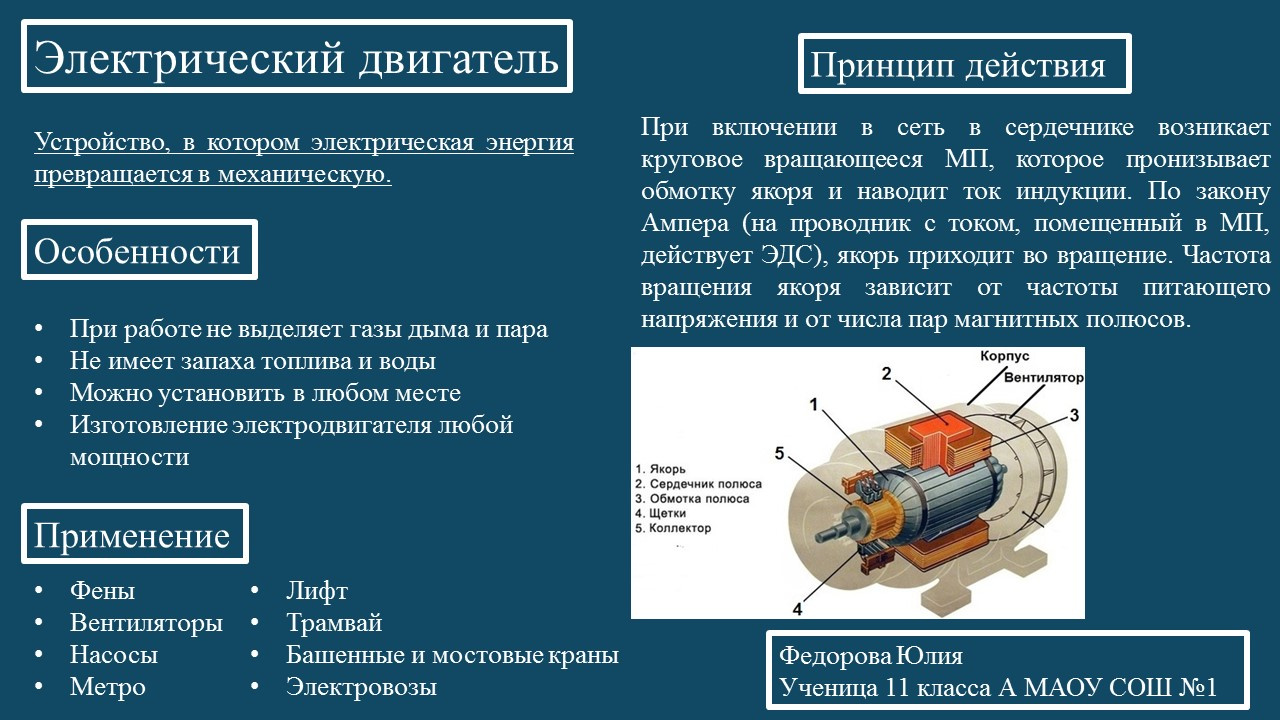 Электрический двигатель
Устройство, в котором электрическая энергия
превращается в механическую.
Особенности
• При работе не выделяет газы дыма и пара
• Не имеет запаха топлива и воды
• Можно установить в любом месте
• Изготовление электродвигателя любой
мощности
Применение
• Фены
• Вентиляторы
• Насосы
• Метро
• Лифт
• Трамвай
• Башенные и мостовые краны
• Электровозы
Принцип действия
При включении в сеть в сердечнике возникает
круговое вращающееся МП, которое пронизывает
обмотку якоря и наводит ток индукции. По закону
Ампера (на проводник с током, помещенный в МП,
действует ЭДС), якорь приходит во вращение. Частота
вращения якоря зависит от частоты питающего
напряжения и от числа пар магнитных полюсов.
Корпус
Вентилятор
2
1
3
5
4
1. Якорь
2. Сердечник полюса
3. Обмотка полюса
4. Щетки
5. Коллектор
Федорова Юлия
Ученица 11 класса А МАОУ СОШ №1